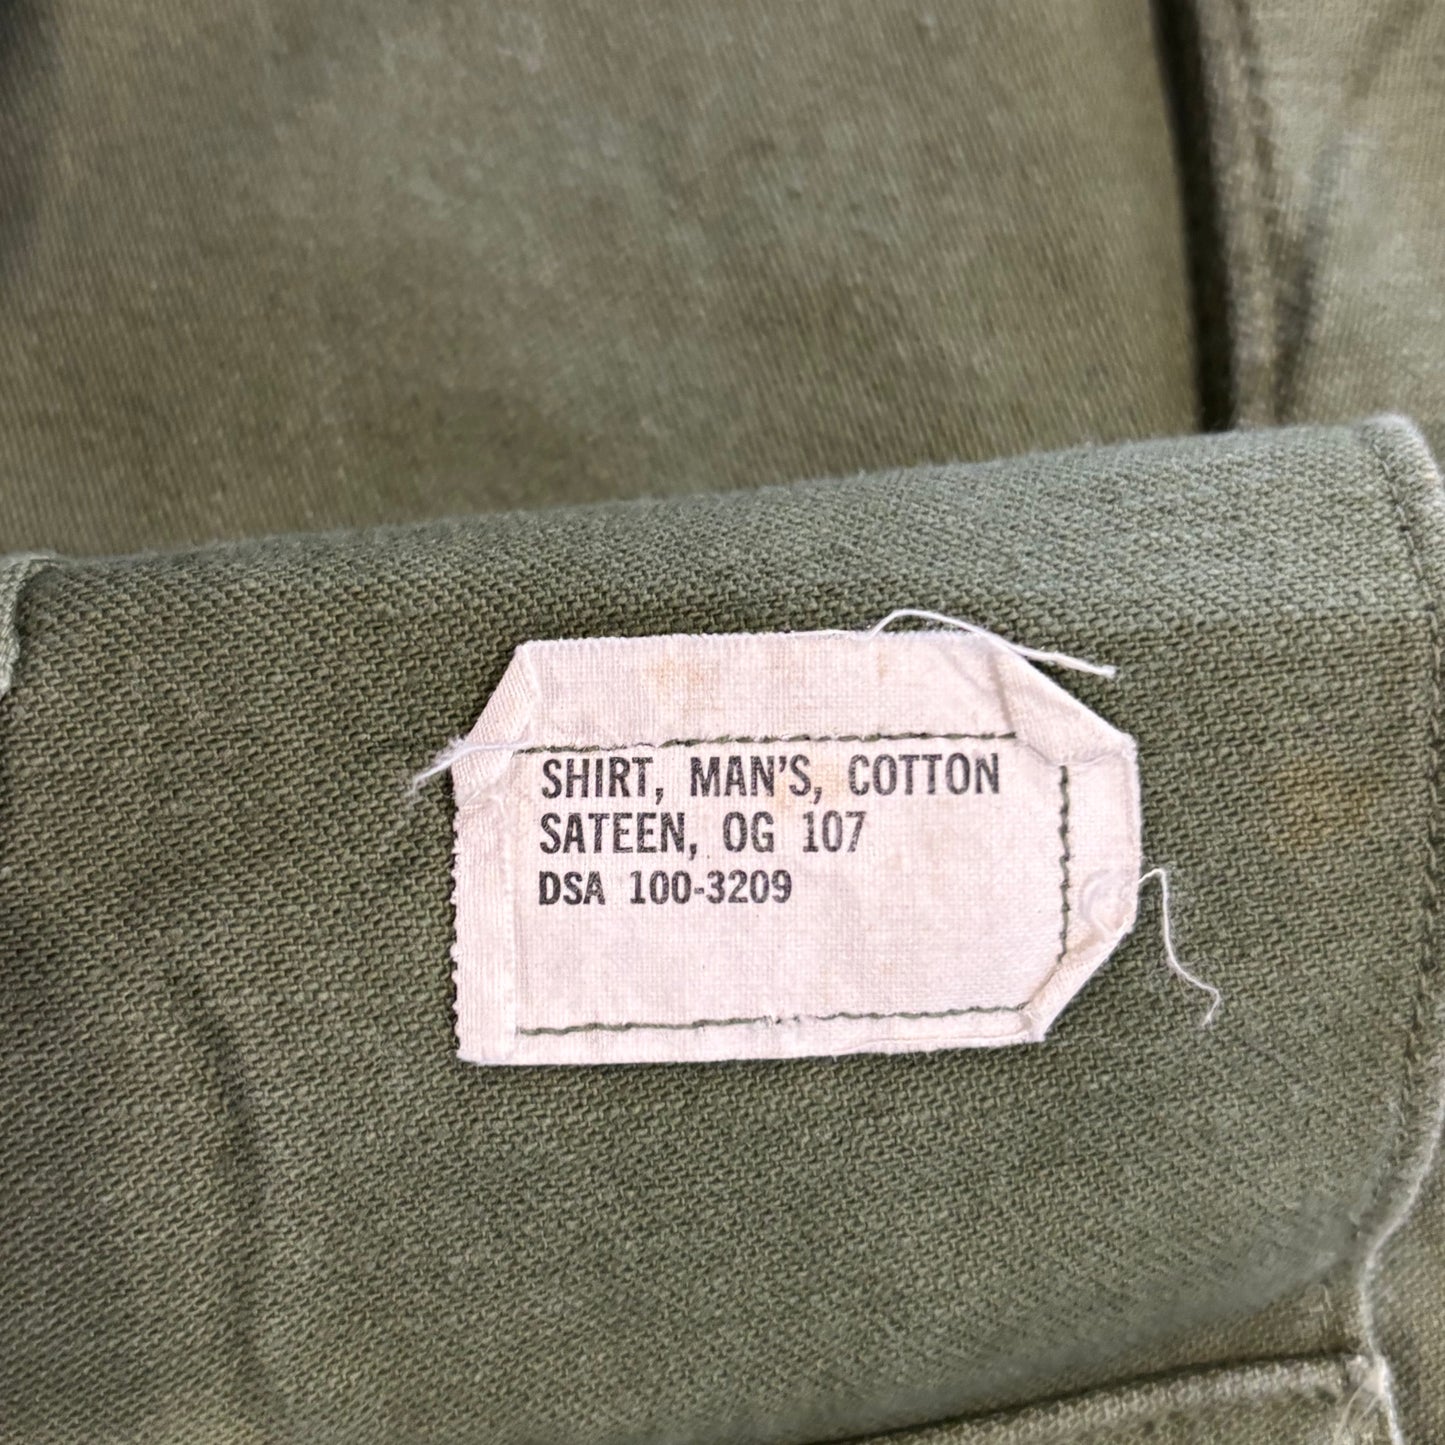 SHIRT, MAN'S, COTTON
SATEEN, OG 107
DSA 100-3209